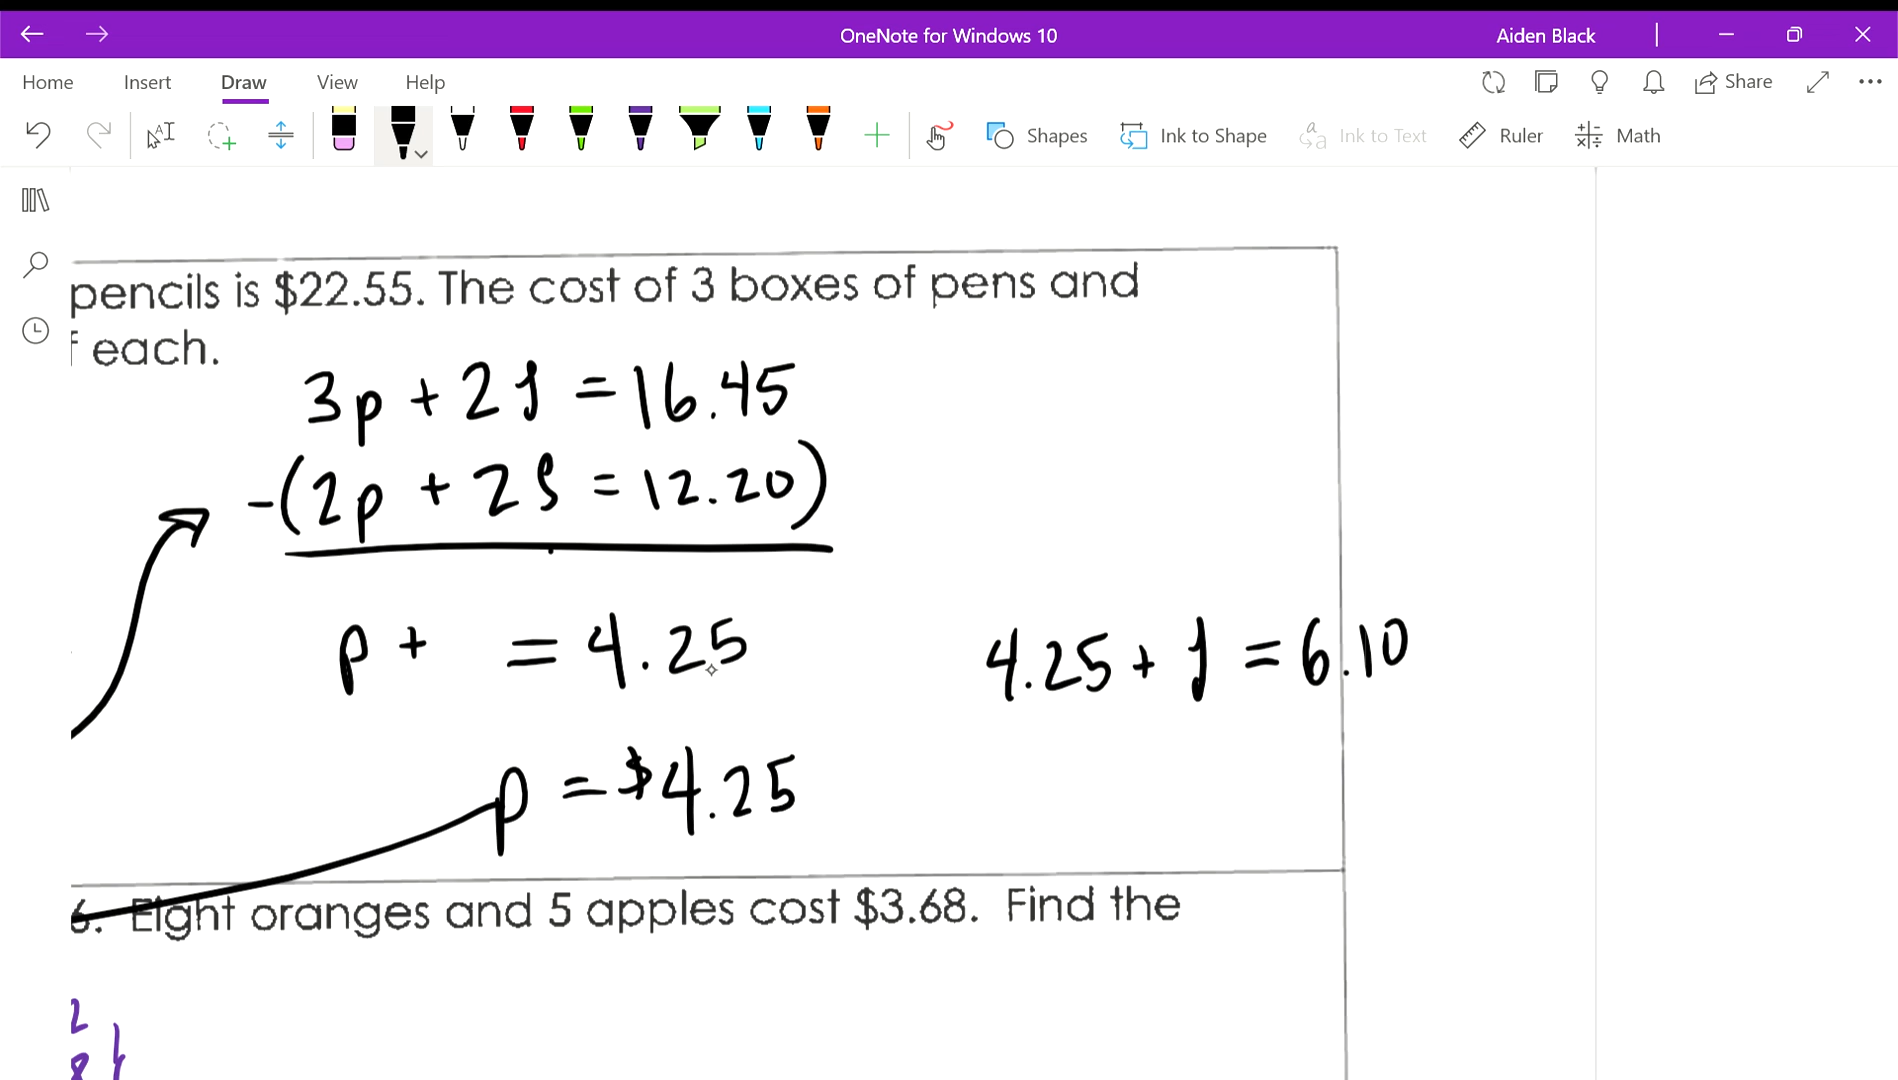 OneNote for Windows 10
Aiden Black
Home Insert Draw View Help
Share
Shapes Ink to Shape Ink to Text Ruler Math
pencils is $22.55. The cost of 3 boxes of pens and
f each.
3p + 2J = 16.45
-(2p + 2J = 12.20)
p + = 4.25
4.25 + J = 6.10
p = $4.25
6. Eight oranges and 5 apples cost $3.68. Find the
2
8